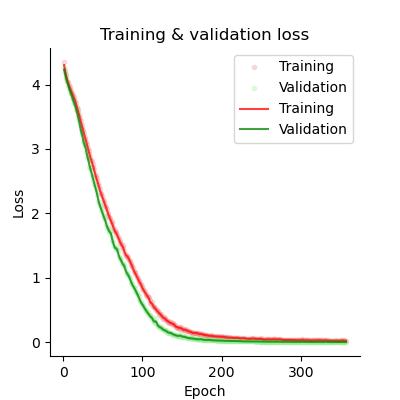 Training & validation loss
Training
Validation
Training
Validation
4
3
2
1
0
Loss
0
100
200
300
Epoch